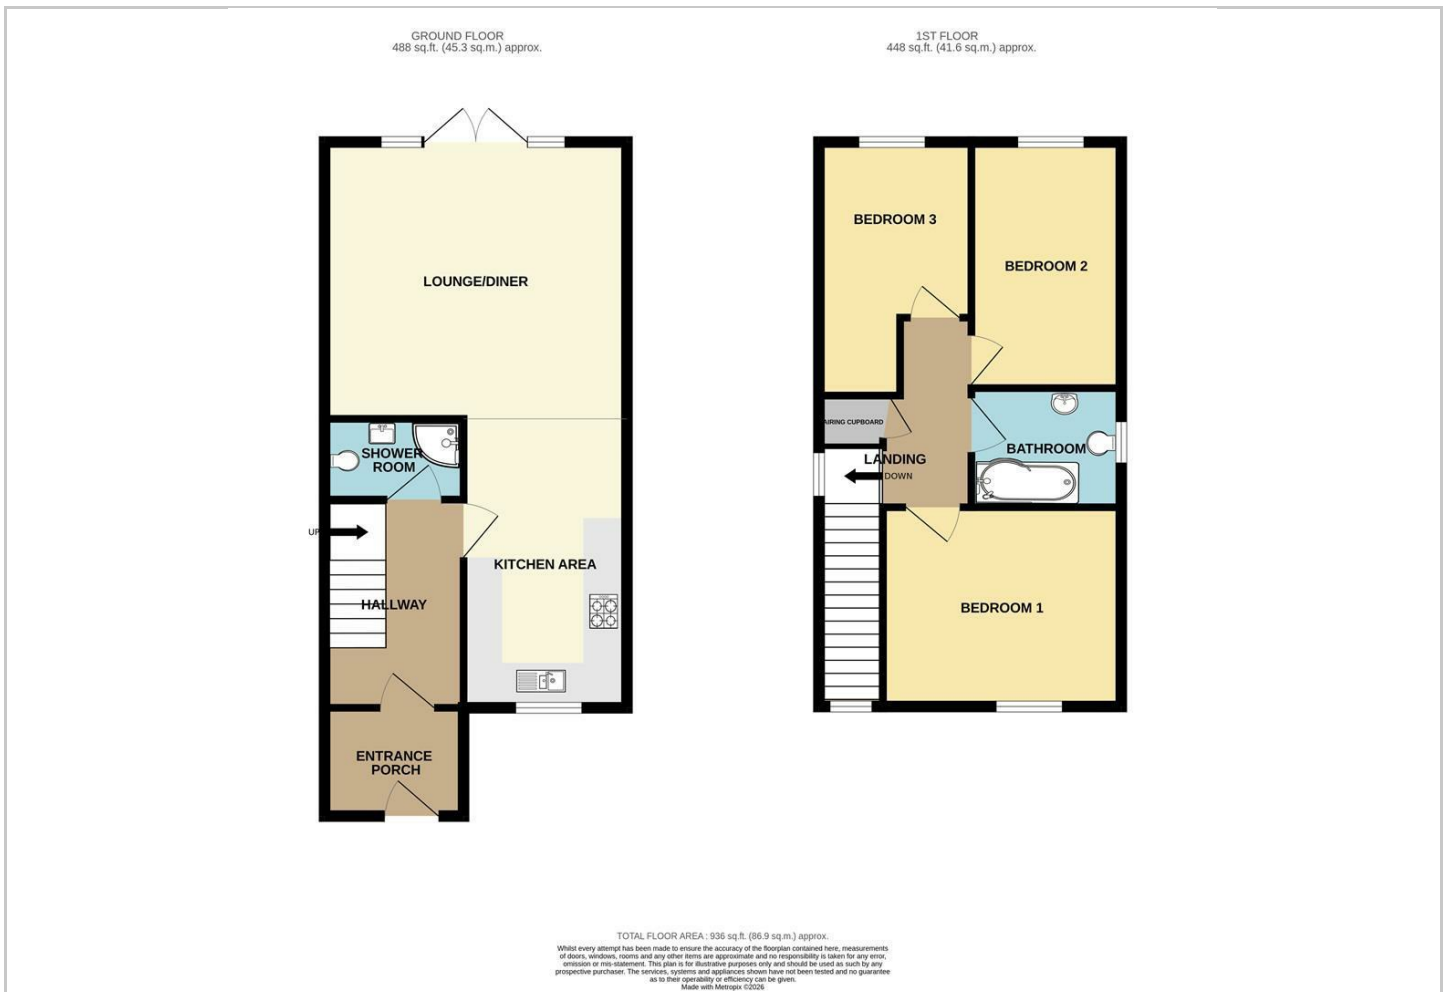 GROUND FLOOR
488 sq.ft. (45.3 sq.m.) approx.
1ST FLOOR
448 sq.ft. (41.6 sq.m.) approx.
LOUNGE/DINER
SHOWER
ROOM
UP
KITCHEN AREA
HALLWAY
ENTRANCE
PORCH
BEDROOM 3
BEDROOM 2
AIRING CUPBOARD
BATHROOM
LANDING
DOWN
BEDROOM 1
TOTAL FLOOR AREA : 936 sq.ft. (86.9 sq.m.) approx.
Whilst every attempt has been made to ensure the accuracy of the floorplan contained here, measurements
of doors, windows, rooms and any other items are approximate and no responsibility is taken for any error,
omission or mis-statement. This plan is for illustrative purposes only and should be used as such by any
prospective purchaser. The services, systems and appliances shown have not been tested and no guarantee
as to their operability or efficiency can be given.
Made with Metropix ©2026